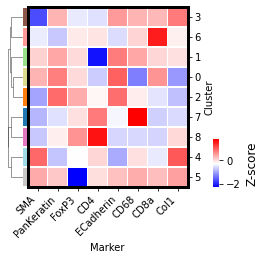 3
6
1
0
2
7
8
4
5
Cluster
SMA
PanKeratin
FoxP3
CD4
ECadherin
CD68
CD8a
Col1
Marker
0
−2
Z-score